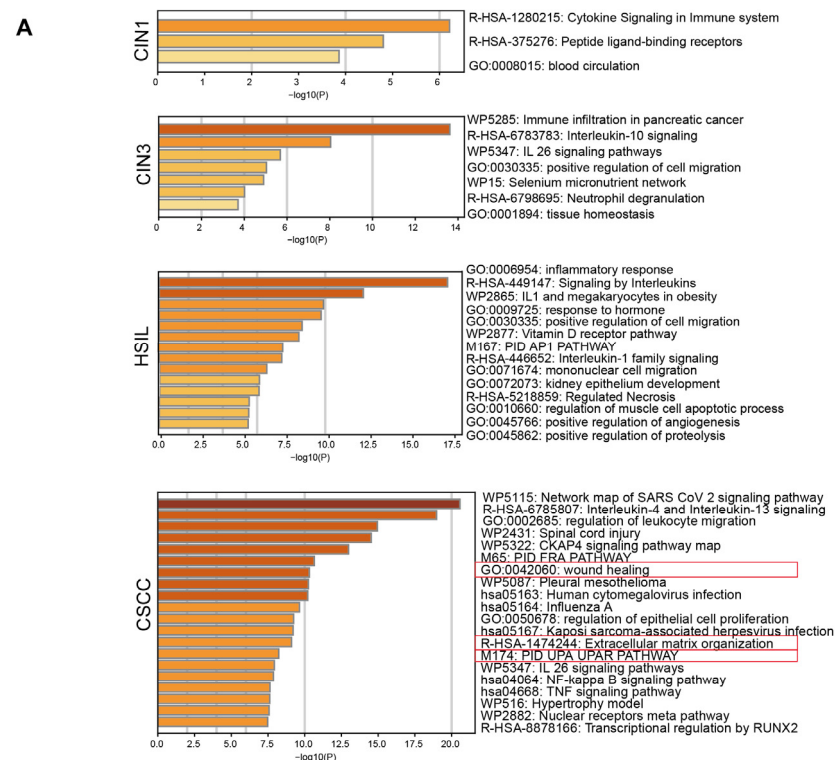 A
CIN1
R-HSA-1280215: Cytokine Signaling in Immune system
R-HSA-375276: Peptide ligand-binding receptors
GO:0008015: blood circulation
0 1 2 3 4 5 6
−log10(P)
CIN3
WP5285: Immune infiltration in pancreatic cancer
R-HSA-6783783: Interleukin-10 signaling
WP5347: IL 26 signaling pathways
GO:0030335: positive regulation of cell migration
WP15: Selenium micronutrient network
R-HSA-6798695: Neutrophil degranulation
GO:0001894: tissue homeostasis
0 2 4 6 8 10 12 14
−log10(P)
HSIL
GO:0006954: inflammatory response
R-HSA-449147: Signaling by Interleukins
WP2865: IL1 and megakaryocytes in obesity
GO:0009725: response to hormone
GO:0030335: positive regulation of cell migration
WP2877: Vitamin D receptor pathway
M167: PID AP1 PATHWAY
R-HSA-446652: Interleukin-1 family signaling
GO:0071674: mononuclear cell migration
GO:0072073: kidney epithelium development
R-HSA-5218859: Regulated Necrosis
GO:0010660: regulation of muscle cell apoptotic process
GO:0045766: positive regulation of angiogenesis
GO:0045862: positive regulation of proteolysis
0.0 2.5 5.0 7.5 10.0 12.5 15.0 17.5
−log10(P)
CSCC
WP5115: Network map of SARS CoV 2 signaling pathway
R-HSA-6785807: Interleukin-4 and Interleukin-13 signaling
GO:0002685: regulation of leukocyte migration
WP2431: Spinal cord injury
WP5322: CKAP4 signaling pathway map
M65: PID FRA PATHWAY
GO:0042060: wound healing
WP5087: Pleural mesothelioma
hsa05163: Human cytomegalovirus infection
hsa05164: Influenza A
GO:0050678: regulation of epithelial cell proliferation
hsa05167: Kaposi sarcoma-associated herpesvirus infection
R-HSA-1474244: Extracellular matrix organization
M174: PID UPA UPAR PATHWAY
WP5347: IL 26 signaling pathways
hsa04064: NF-kappa B signaling pathway
hsa04668: TNF signaling pathway
WP516: Hypertrophy model
WP2882: Nuclear receptors meta pathway
R-HSA-8878166: Transcriptional regulation by RUNX2
0.0 2.5 5.0 7.5 10.0 12.5 15.0 17.5 20.0
−log10(P)